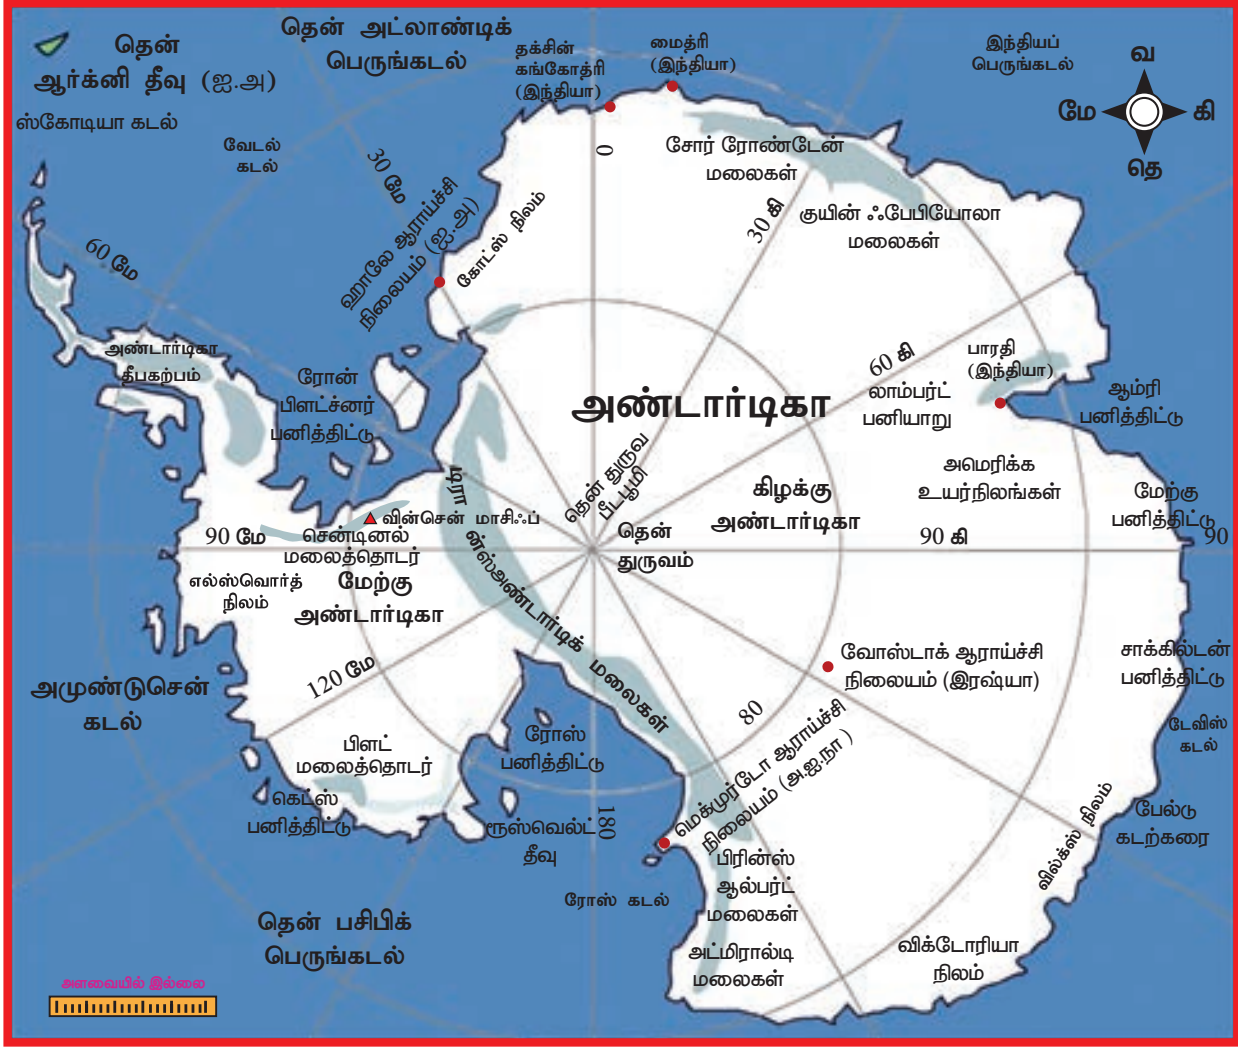 தென் அட்லாண்டிக்
பெருங்கடல்
தென்
ஆர்க்னி தீவு (ஐ.அ)
ஸ்கோடியா கடல்
வேடல்
கடல்
தக்சின்
கங்கோத்ரி
(இந்தியா)
மைத்ரி
(இந்தியா)
இந்தியப்
பெருங்கடல்
வ
மே
கி
தெ
30 மே
0
சோர் ரோண்டேன்
மலைகள்
30 கி
குயின் ஃபேபியோலா
மலைகள்
60 மே
ஹாலே ஆராய்ச்சி
நிலையம் (ஐ.அ)
கோட்ஸ் நிலம்
அண்டார்டிகா
தீபகற்பம்
ரோன்
பிளட்ச்னர்
பனித்திட்டு
அண்டார்டிகா
60 கி
லாம்பர்ட்
பனியாறு
பாரதி
(இந்தியா)
ஆம்ரி
பனித்திட்டு
தென் துருவ
பீடபூமி
தென்
துருவம்
கிழக்கு
அண்டார்டிகா
அமெரிக்க
உயர்நிலங்கள்
மேற்கு
பனித்திட்டு
90 கி
90
வின்சென் மாசிஃப்
90 மே
சென்டினல்
மலைத்தொடர்
எல்ஸ்வொர்த்
நிலம்
மேற்கு
அண்டார்டிகா
டிரான்ஸ்அண்டார்டிக் மலைகள்
வோஸ்டாக் ஆராய்ச்சி
நிலையம் (இரஷ்யா)
சாக்கில்டன்
பனித்திட்டு
அமுண்டுசென்
கடல்
120 மே
டேவிஸ்
கடல்
பிளட்
மலைத்தொடர்
ரோஸ்
பனித்திட்டு
80
மெக்முர்டோ ஆராய்ச்சி
நிலையம் (அ.ஐ.நா )
கெட்ஸ்
பனித்திட்டு
ரூஸ்வெல்ட்
தீவு
180
பேல்டு
கடற்கரை
வில்க்ஸ் நிலம்
பிரின்ஸ்
ஆல்பர்ட்
மலைகள்
ரோஸ் கடல்
தென் பசிபிக்
பெருங்கடல்
அட்மிரால்டி
மலைகள்
விக்டோரியா
நிலம்
அளவையில் இல்லை